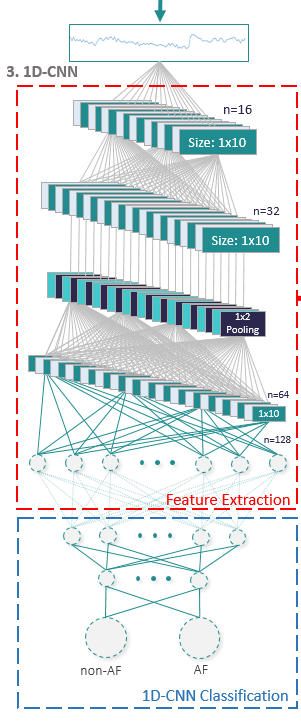 3. 1D-CNN
n=16
Size: 1x10
n=32
Size: 1x10
1x2
Pooling
n=64
1x10
n=128
Feature Extraction
non-AF
AF
1D-CNN Classification